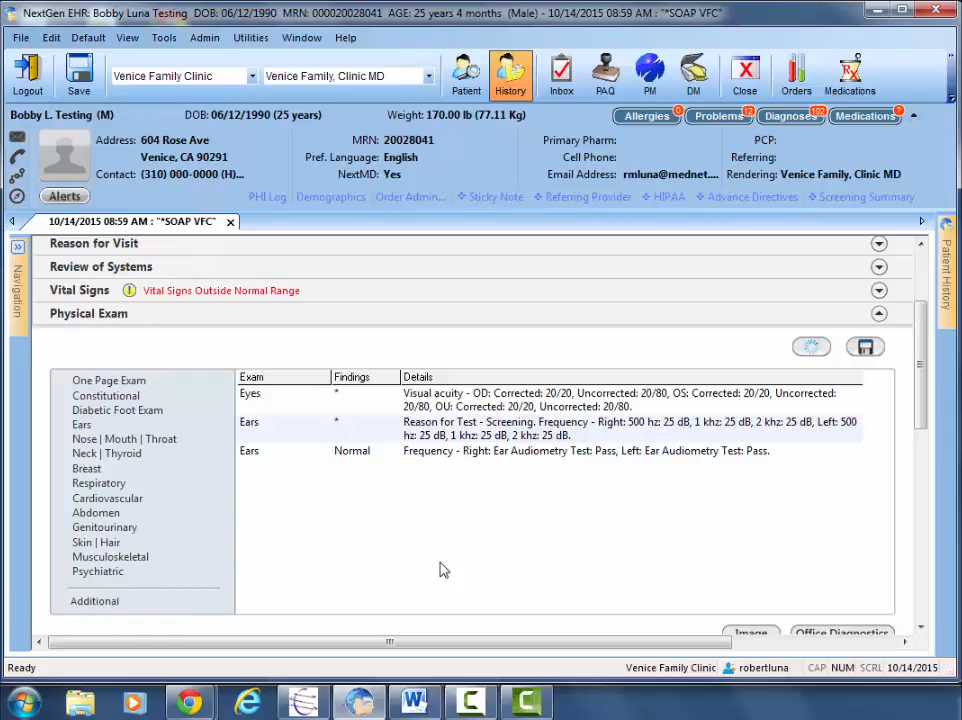 NextGen EHR: Bobby Luna Testing  DOB: 06/12/1990  MRN: 000020028041  AGE: 25 years 4 months  (Male) - 10/14/2015 08:59 AM : "*SOAP VFC"
File Edit Default View Tools Admin Utilities Window Help
Venice Family Clinic Venice Family, Clinic MD
Logout Save Patient History Inbox PAQ PM DM Close Orders Medications
Bobby L. Testing (M) DOB: 06/12/1990 (25 years) Weight: 170.00 lb (77.11 Kg) Allergies 0 Problems 12 Diagnoses 102 Medications ?
Address: 604 Rose Ave MRN: 20028041 Primary Pharm: PCP:
Venice, CA 90291 Pref. Language: English Cell Phone: Referring:
Contact: (310) 000-0000 (H)... NextMD: Yes Email Address: rmluna@mednet.... Rendering: Venice Family, Clinic MD
Alerts PHI Log Demographics Order Admin... Sticky Note Referring Provider HIPAA Advance Directives Screening Summary
10/14/2015 08:59 AM : "*SOAP VFC"
Navigation
Patient History
Reason for Visit
Review of Systems
Vital Signs Vital Signs Outside Normal Range
Physical Exam
One Page Exam
Constitutional
Diabetic Foot Exam
Ears
Nose | Mouth | Throat
Neck | Thyroid
Breast
Respiratory
Cardiovascular
Abdomen
Genitourinary
Skin | Hair
Musculoskeletal
Psychiatric
Additional
Exam Findings Details
Eyes * Visual acuity - OD: Corrected: 20/20, Uncorrected: 20/80, OS: Corrected: 20/20, Uncorrected:
20/80, OU: Corrected: 20/20, Uncorrected: 20/80.
Ears * Reason for Test - Screening. Frequency - Right: 500 hz: 25 dB, 1 khz: 25 dB, 2 khz: 25 dB, Left: 500
hz: 25 dB, 1 khz: 25 dB, 2 khz: 25 dB.
Ears Normal Frequency - Right: Ear Audiometry Test: Pass, Left: Ear Audiometry Test: Pass.
Image Office Diagnostics
Ready Venice Family Clinic robertluna CAP NUM SCRL 10/14/2015